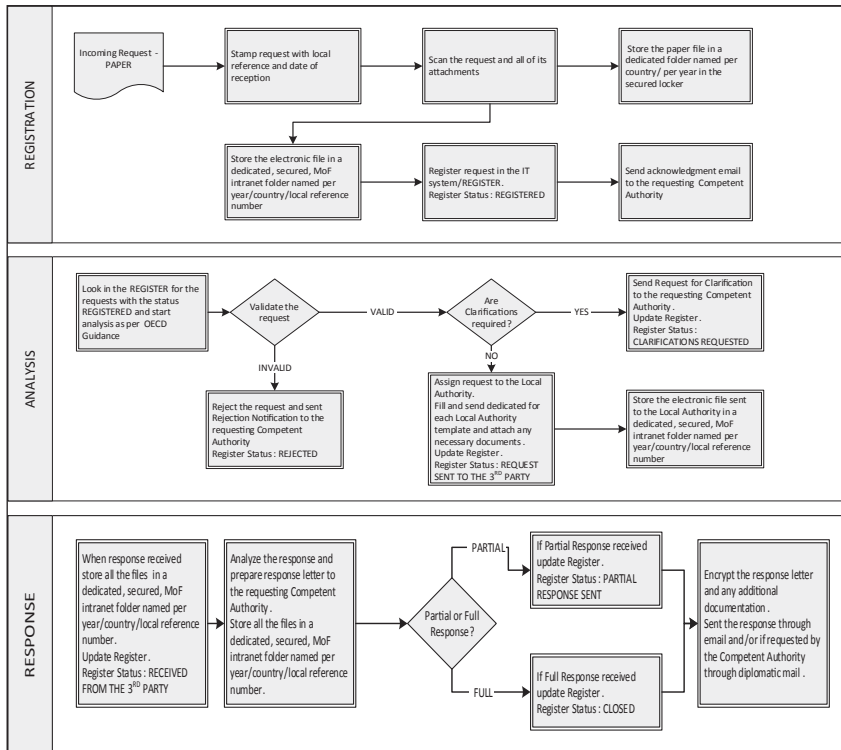 REGISTRATION
Incoming Request -
PAPER
Stamp request with local
reference and date of
reception
Scan the request and all of its
attachments
Store the paper file in a
dedicated folder named per
country/ per year in the
secured locker
Store the electronic file in a
dedicated, secured, MoF
intranet folder named per
year/country/local reference
number
Register request in the IT
system/REGISTER.
Register Status : REGISTERED
Send acknowledgment email
to the requesting Competent
Authority
ANALYSIS
Look in the REGISTER for the
requests with the status
REGISTERED and start
analysis as per OECD
Guidance
Validate the
request
VALID
Are
Clarifications
required?
YES
Send Request for Clarification
to the requesting Competent
Authority.
Update Register.
Register Status :
CLARIFICATIONS REQUESTED
INVALID
NO
Reject the request and sent
Rejection Notification to the
requesting Competent
Authority
Register Status : REJECTED
Assign request to the Local
Authority.
Fill and send dedicated for
each Local Authority
template and attach any
necessary documents .
Update Register.
Register Status : REQUEST
SENT TO THE 3RD PARTY
Store the electronic file sent
to the Local Authority in a
dedicated, secured, MoF
intranet folder named per
year/country/local reference
number
RESPONSE
When response received
store all the files in a
dedicated, secured, MoF
intranet folder named per
year/country/local reference
number.
Update Register.
Register Status : RECEIVED
FROM THE 3RD PARTY
Analyze the response and
prepare response letter to
the requesting Competent
Authority.
Store all the files in a
dedicated, secured, MoF
intranet folder named per
year/country/local reference
number.
Partial or Full
Response?
PARTIAL
If Partial Response received
update Register.
Register Status : PARTIAL
RESPONSE SENT
FULL
If Full Response received
update Register.
Register Status : CLOSED
Encrypt the response letter
and any additional
documentation .
Sent the response through
email and/or if requested by
the Competent Authority
through diplomatic mail .